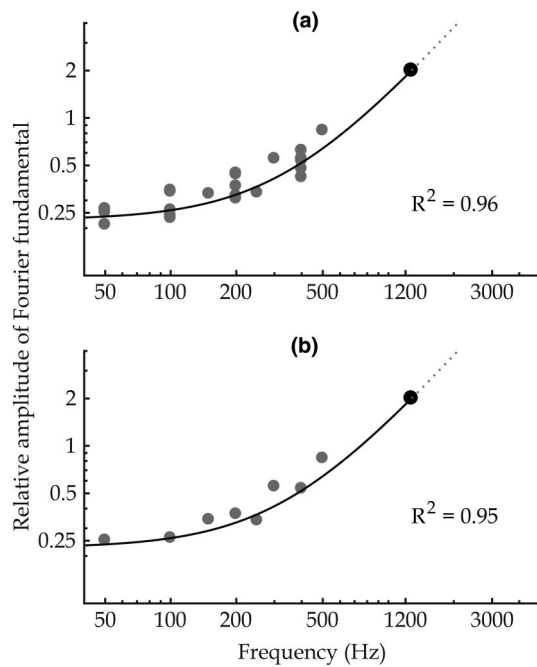 (a)
Relative amplitude of Fourier fundamental
2
1
0.5
0.25
R² = 0.96
50 100 200 500 1200 3000
(b)
2
1
0.5
0.25
R² = 0.95
50 100 200 500 1200 3000
Frequency (Hz)